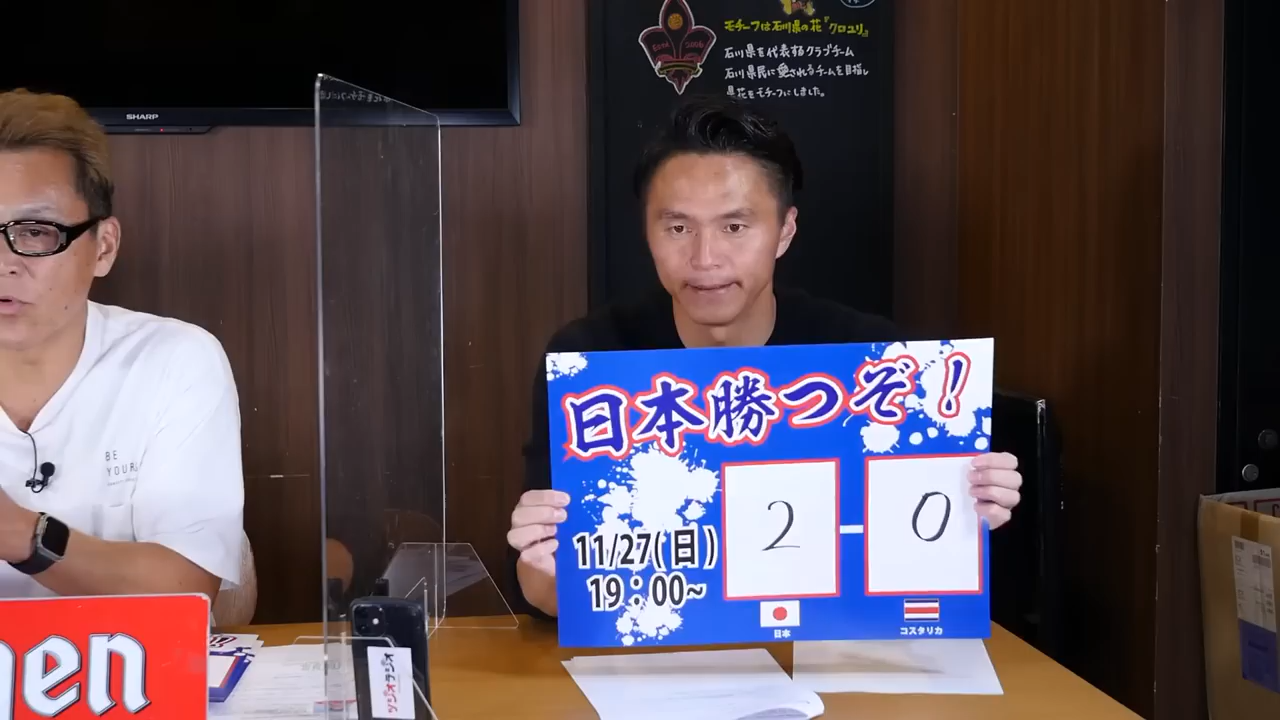 SHARP
ESTD 2006
モチーフは石川県の花『クロユリ』
石川県を代表するクラブチーム
石川県民に愛されるチームを目指し
県花をモチーフにしました。
BE
日本勝つぞ!
2 - 0
11/27(日)
19:00~
日本
コスタリカ
gen